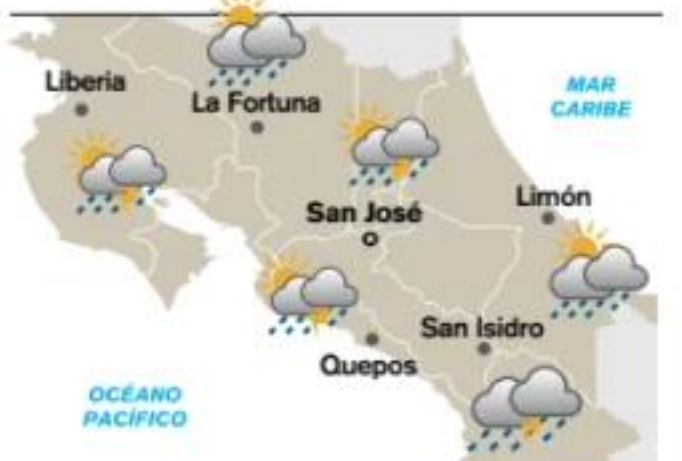 Liberia
La Fortuna
MAR
CARIBE
San José
Limón
San Isidro
Quepos
OCÉANO
PACÍFICO